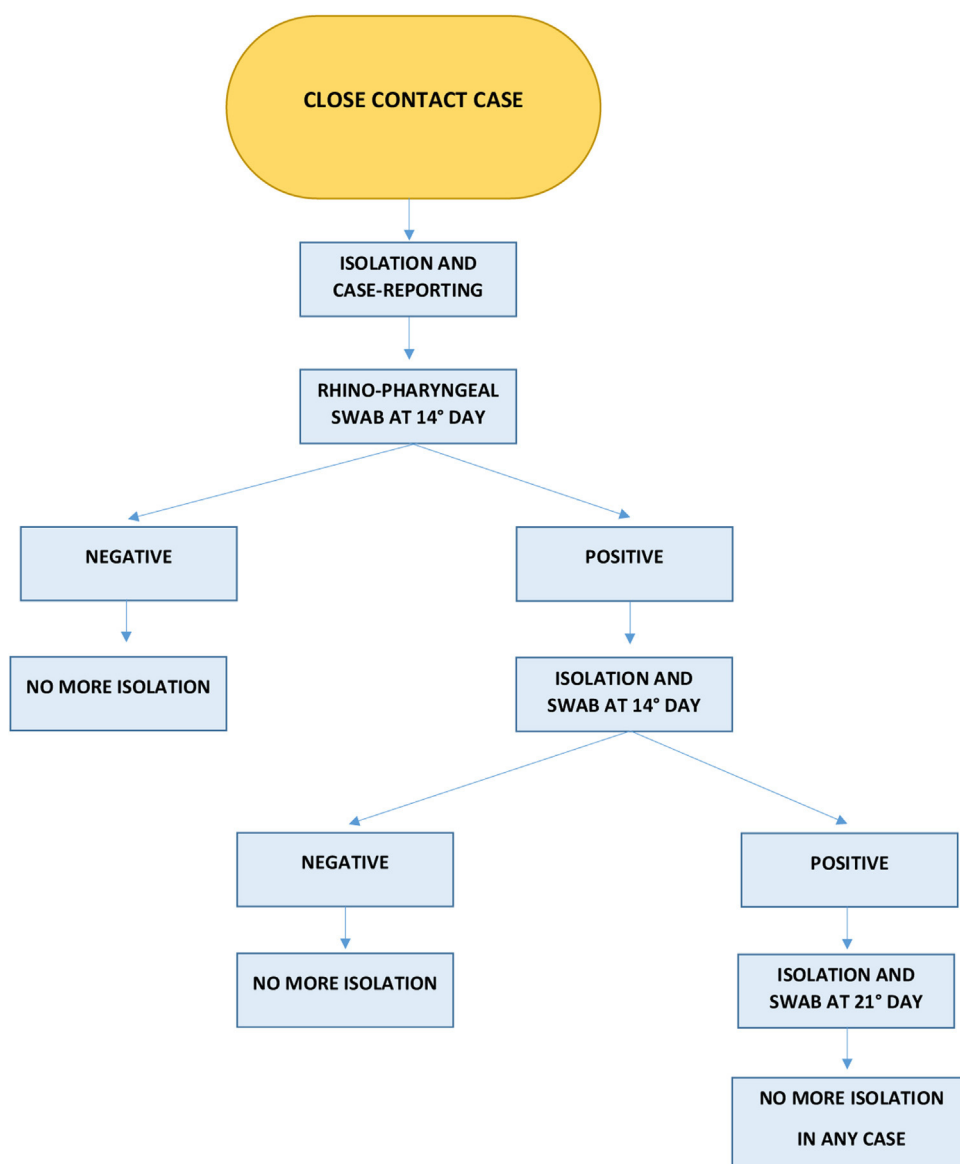 CLOSE CONTACT CASE
ISOLATION AND
CASE-REPORTING
RHINO-PHARYNGEAL
SWAB AT 14° DAY
NEGATIVE
POSITIVE
NO MORE ISOLATION
ISOLATION AND
SWAB AT 14° DAY
NEGATIVE
POSITIVE
NO MORE ISOLATION
ISOLATION AND
SWAB AT 21° DAY
NO MORE ISOLATION
IN ANY CASE